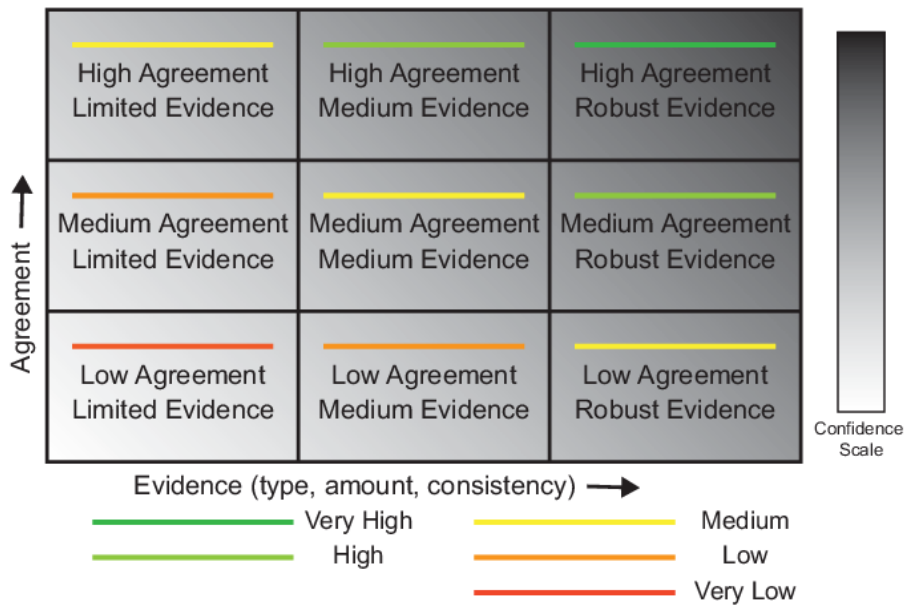 High Agreement
Limited Evidence
High Agreement
Medium Evidence
High Agreement
Robust Evidence
Medium Agreement
Limited Evidence
Medium Agreement
Medium Evidence
Medium Agreement
Robust Evidence
Low Agreement
Limited Evidence
Low Agreement
Medium Evidence
Low Agreement
Robust Evidence
Agreement
Confidence
Scale
Evidence (type, amount, consistency)
Very High
High
Medium
Low
Very Low